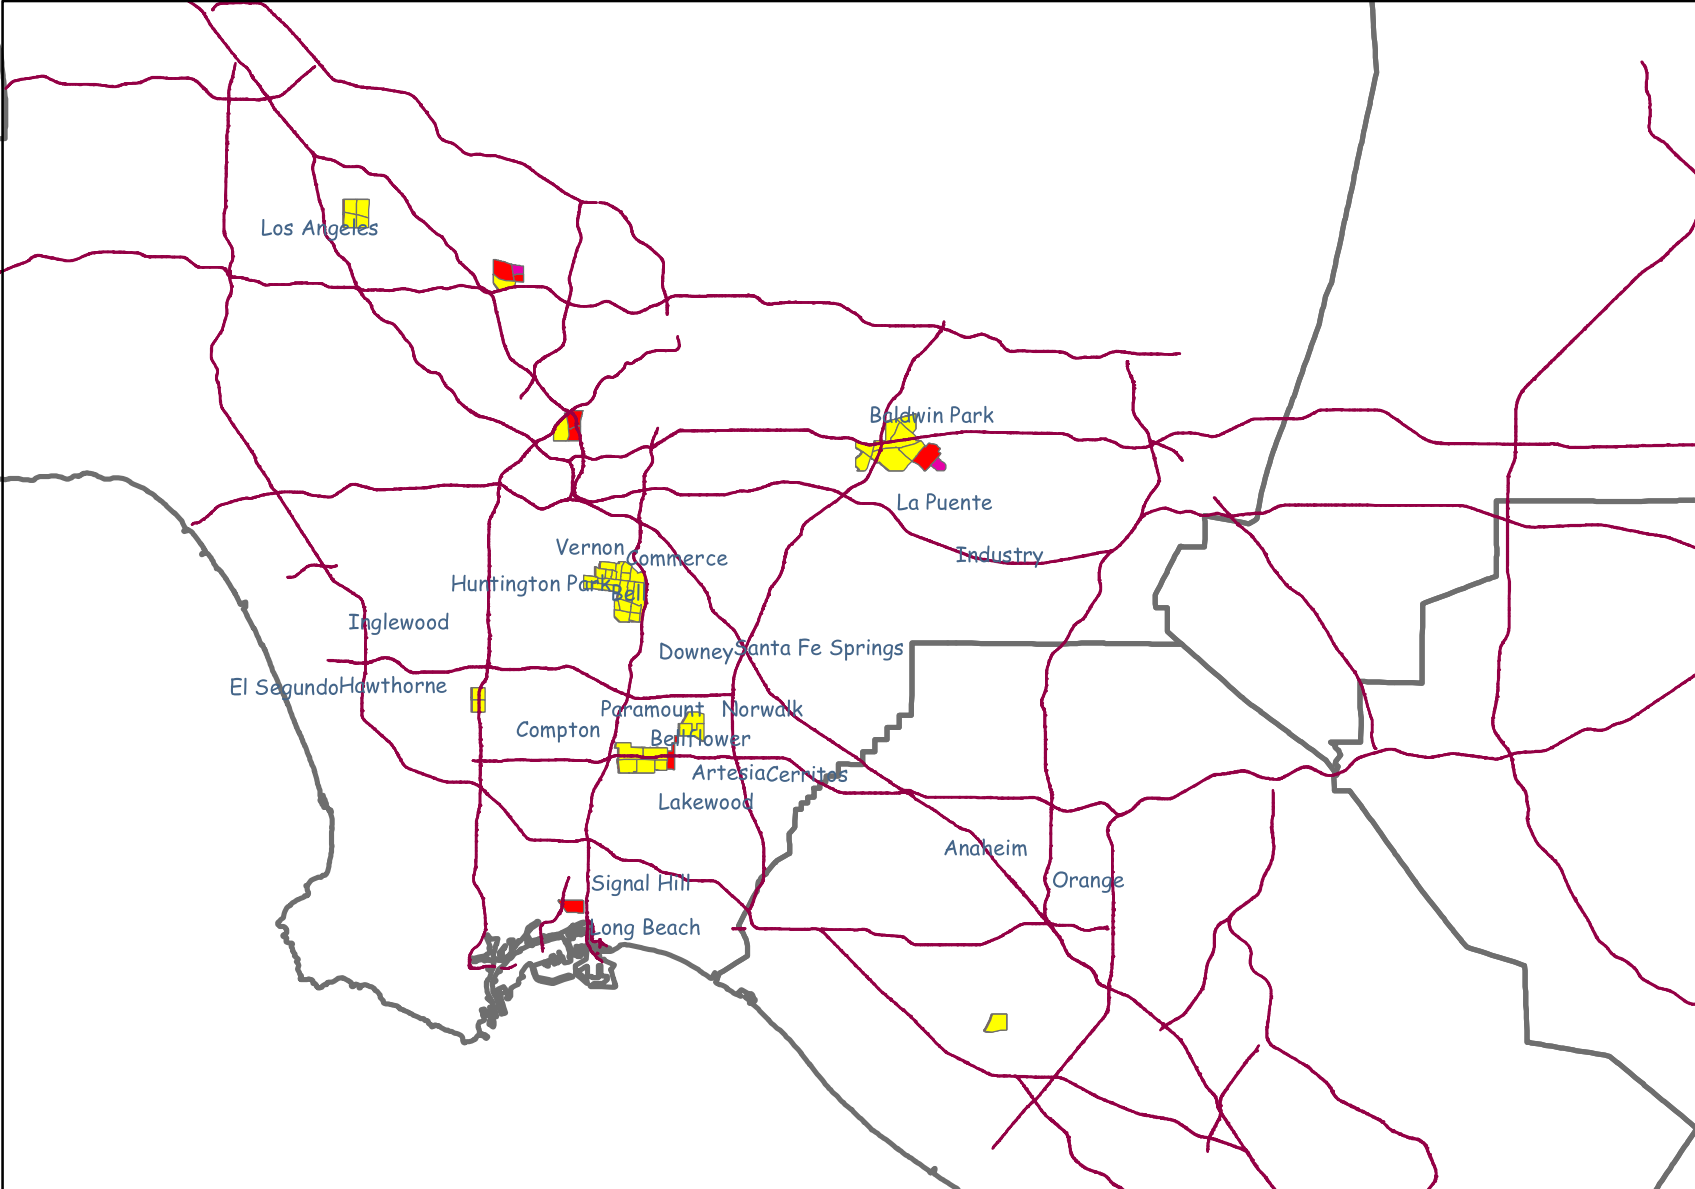 Los Angeles
Baldwin Park
La Puente
Vernon
Commerce
Industry
Huntington Park
Bell
Inglewood
Downey
Santa Fe Springs
El Segundo
Hawthorne
Paramount
Norwalk
Compton
Bellflower
Artesia
Cerritos
Lakewood
Anaheim
Orange
Signal Hill
Long Beach